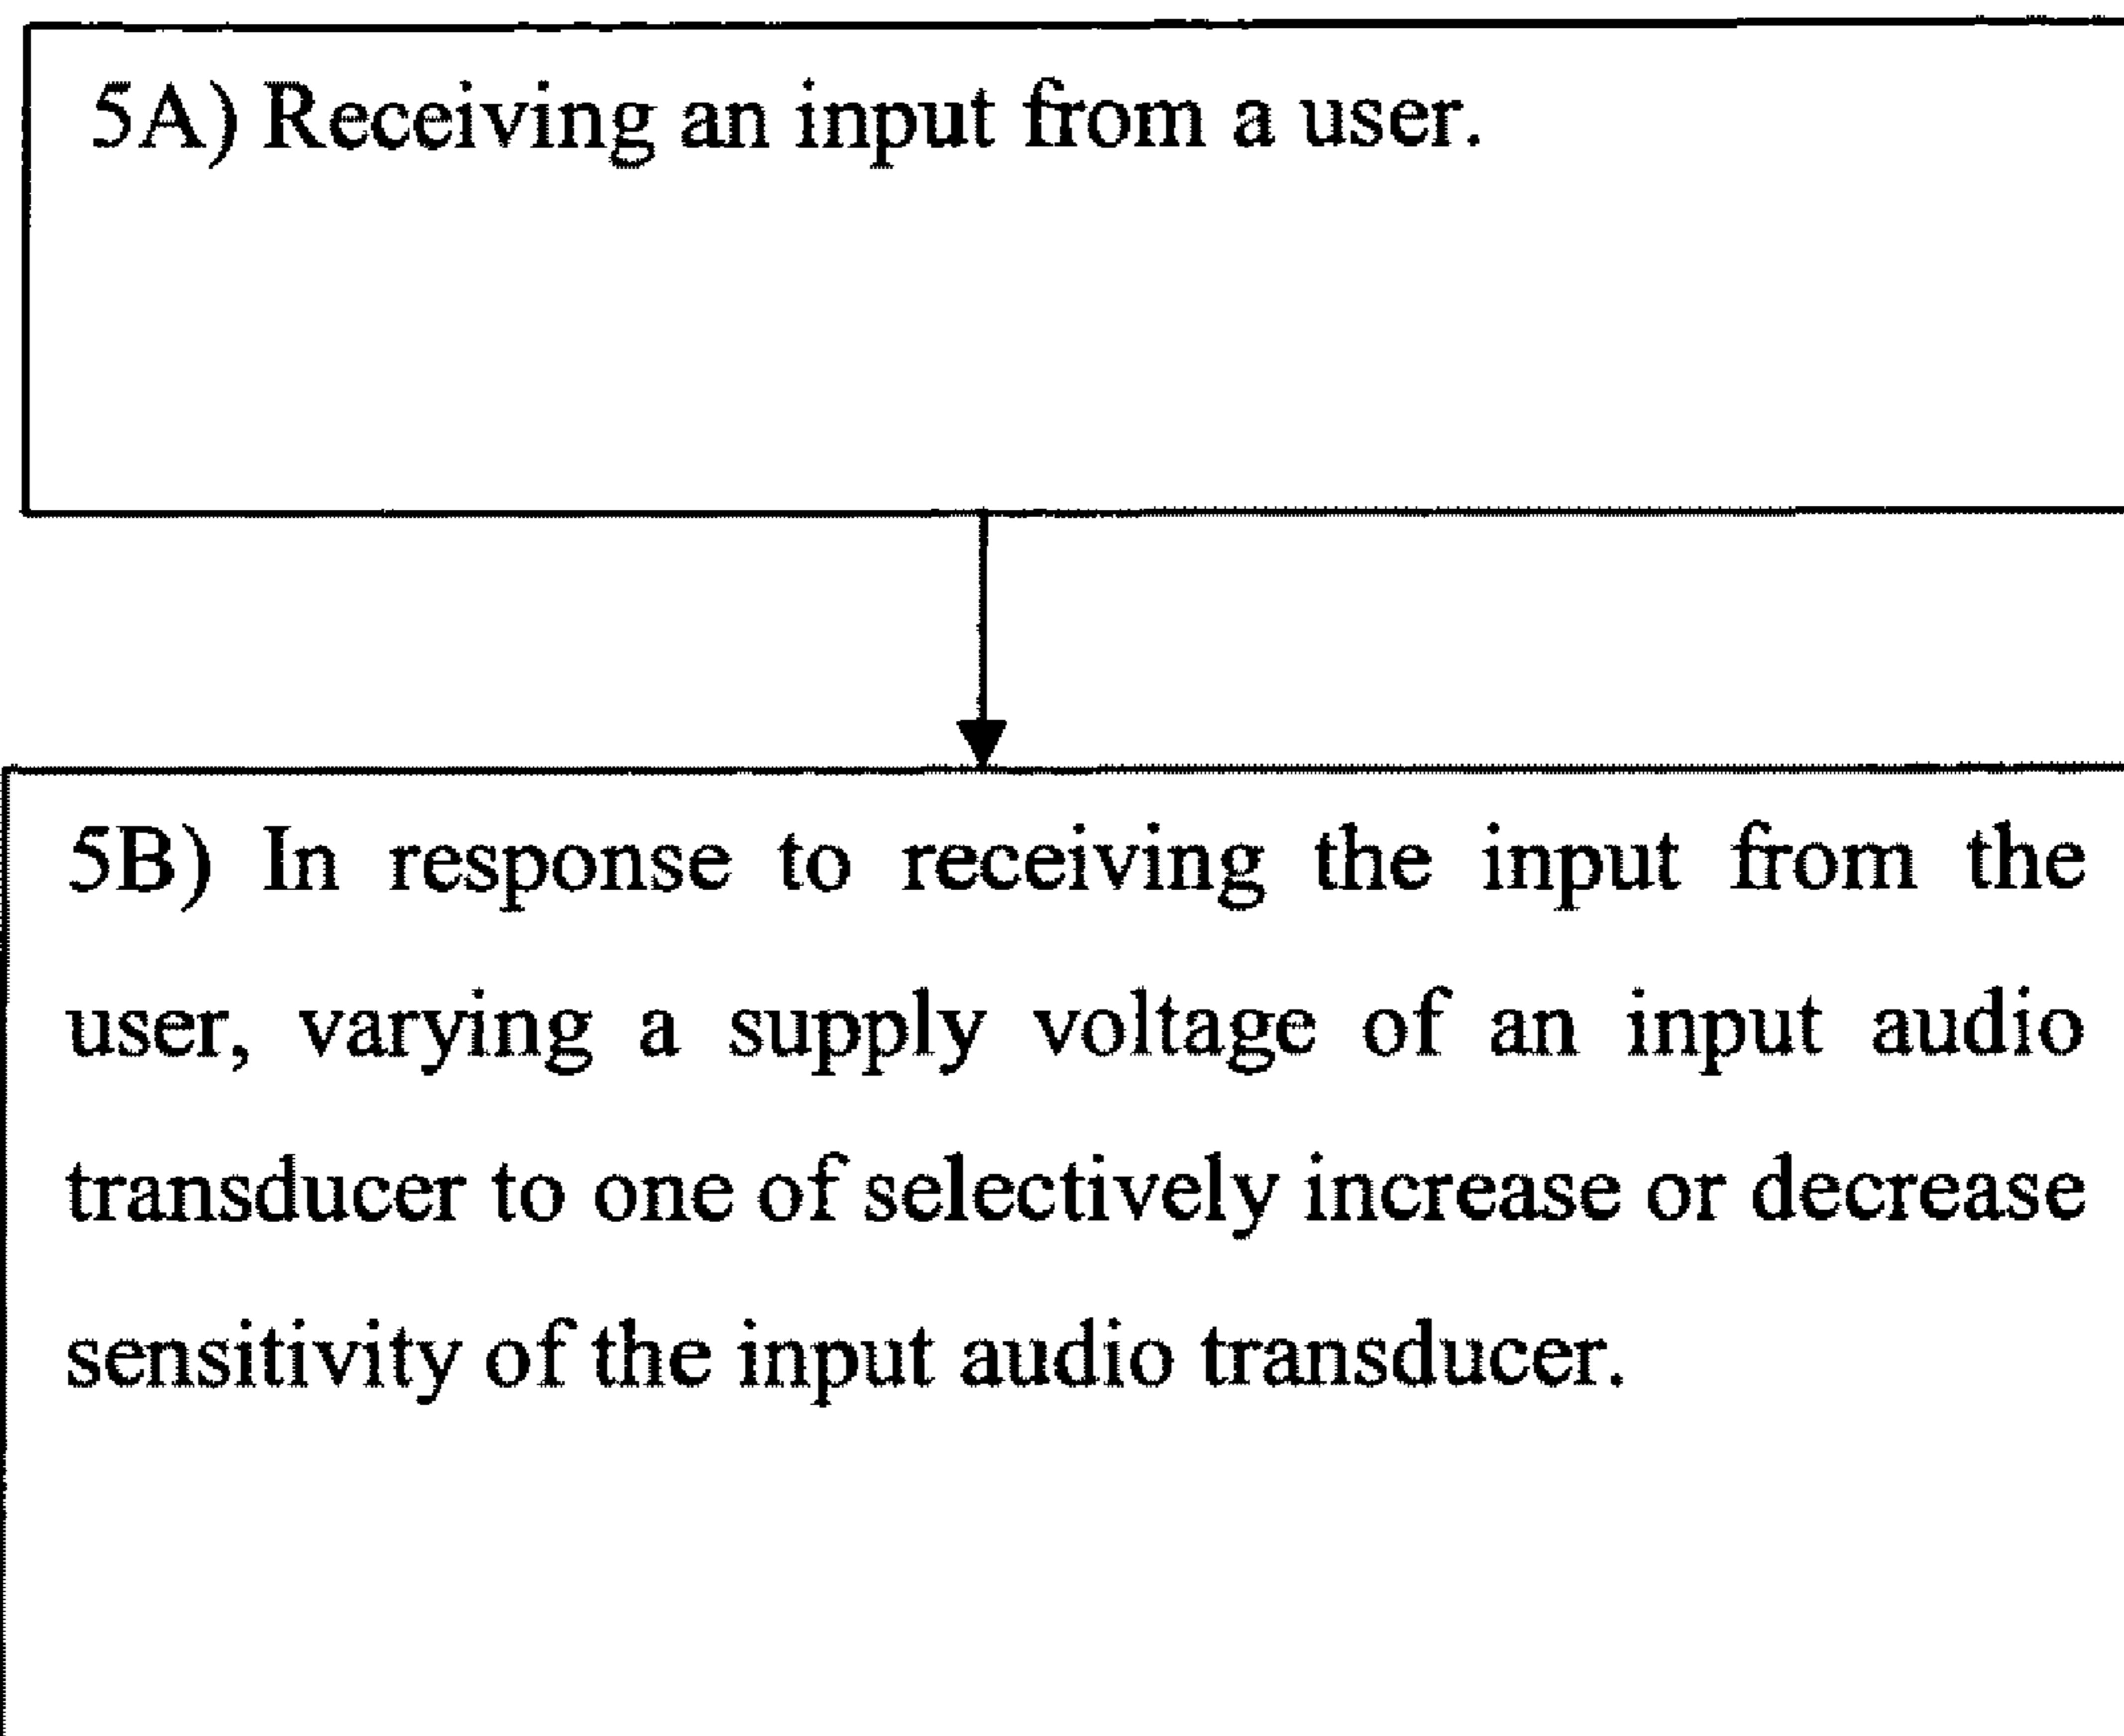 5A) Receiving an input from a user.
5B) In response to receiving the input from the
user, varying a supply voltage of an input audio
transducer to one of selectively increase or decrease
sensitivity of the input audio transducer.